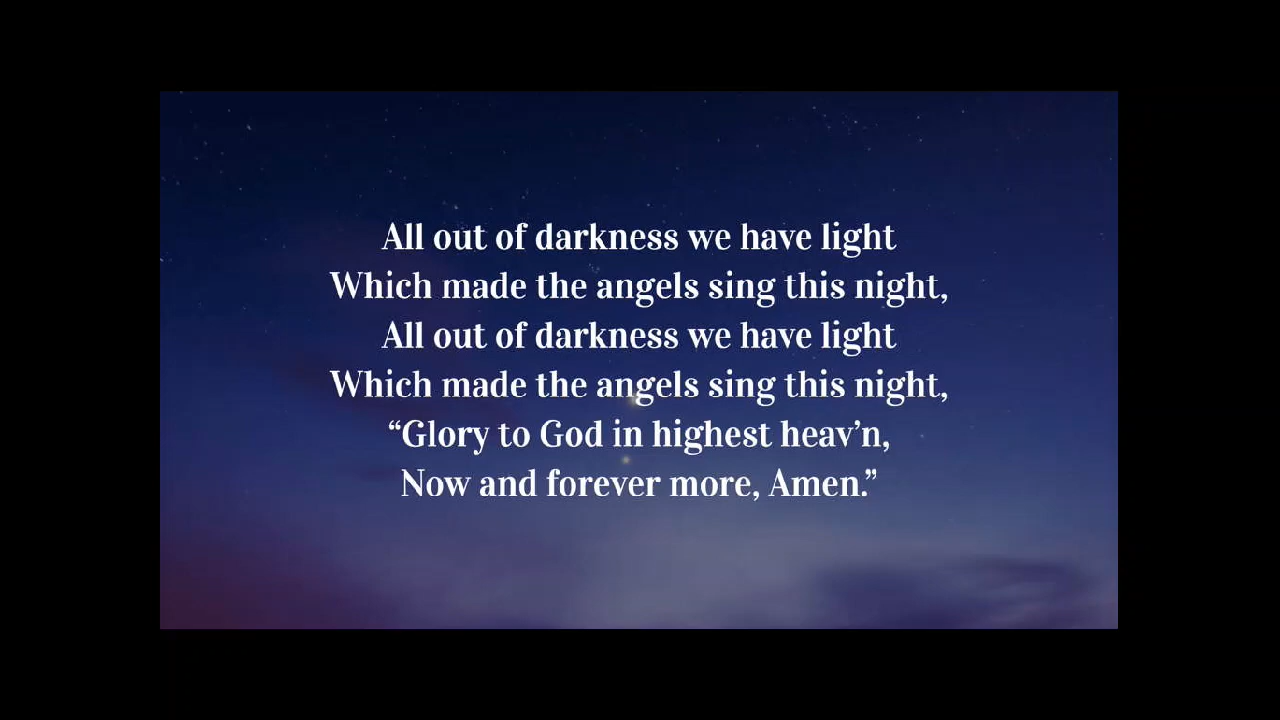 All out of darkness we have light
Which made the angels sing this night,
All out of darkness we have light
Which made the angels sing this night,
“Glory to God in highest heav’n,
Now and forever more, Amen.”